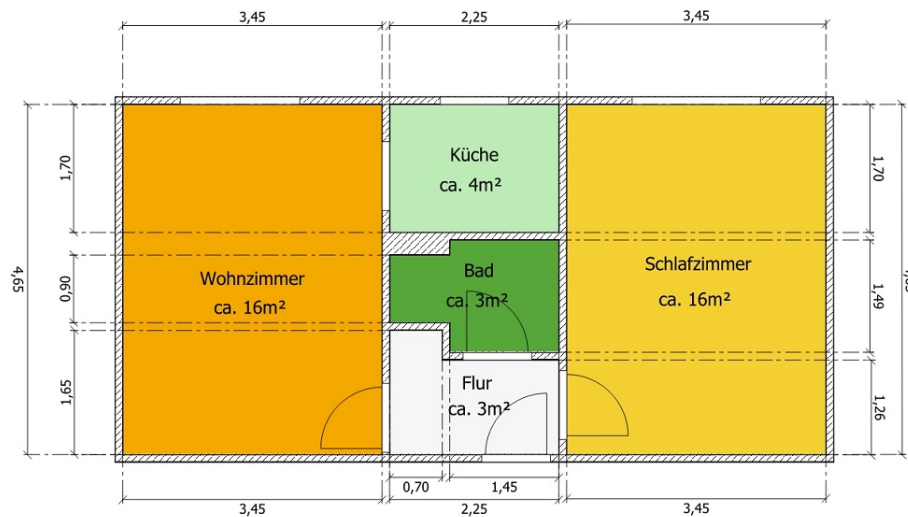 3,45
2,25
3,45
1,70
0,90
1,65
4,65
Küche
ca. 4m²
Wohnzimmer
ca. 16m²
Bad
ca. 3m²
Schlafzimmer
ca. 16m²
Flur
ca. 3m²
1,70
1,49
1,26
0,70
1,45
3,45
2,25
3,45